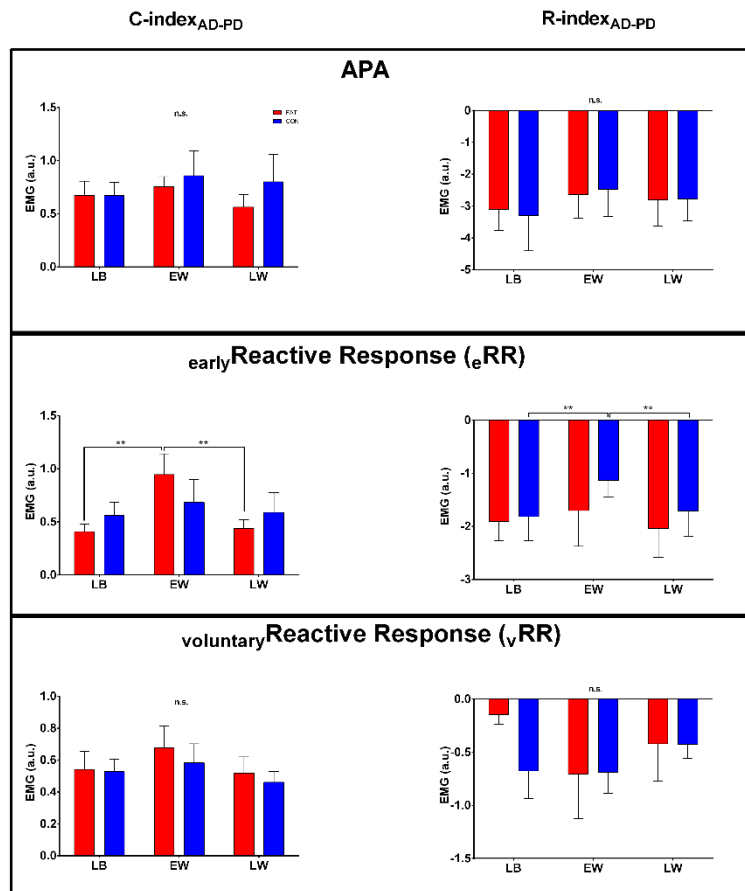 C-indexAD-PD
R-indexAD-PD
APA
1.5
1.0
0.5
0.0
EMG (a.u.)
n.s.
FAT
CON
LB
EW
LW
0
-1
-2
-3
-4
-5
EMG (a.u.)
n.s.
LB
EW
LW
earlyReactive Response (eRR)
1.5
1.0
0.5
0.0
EMG (a.u.)
**
**
LB
EW
LW
0
-1
-2
-3
EMG (a.u.)
**
**
LB
EW
LW
voluntaryReactive Response (vRR)
1.0
0.8
0.6
0.4
0.2
0.0
EMG (a.u.)
n.s.
LB
EW
LW
0.0
-0.5
-1.0
-1.5
EMG (a.u.)
n.s.
LB
EW
LW